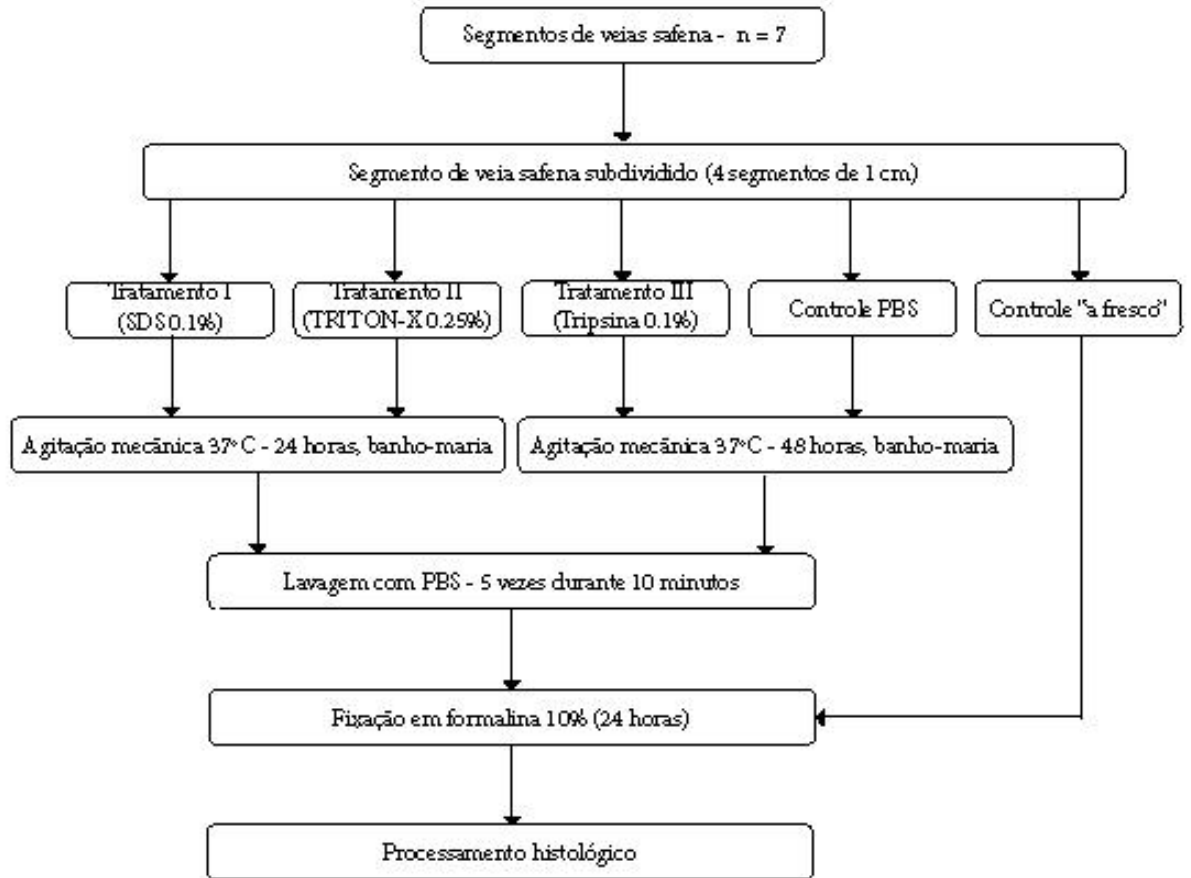 Segmentos de veias safena - n = 7
Segmento de veia safena subdividido (4 segmentos de 1 cm)
Tratamento I
(SDS 0.1%)
Tratamento II
(TRITON-X 0.25%)
Tratamento III
(Tripsina 0.1%)
Controle PBS
Controle "a fresco"
Agitação mecânica 37º C - 24 horas, banho-maria
Agitação mecânica 37º C - 48 horas, banho-maria
Lavagem com PBS - 5 vezes durante 10 minutos
Fixação em formalina 10% (24 horas)
Processamento histológico